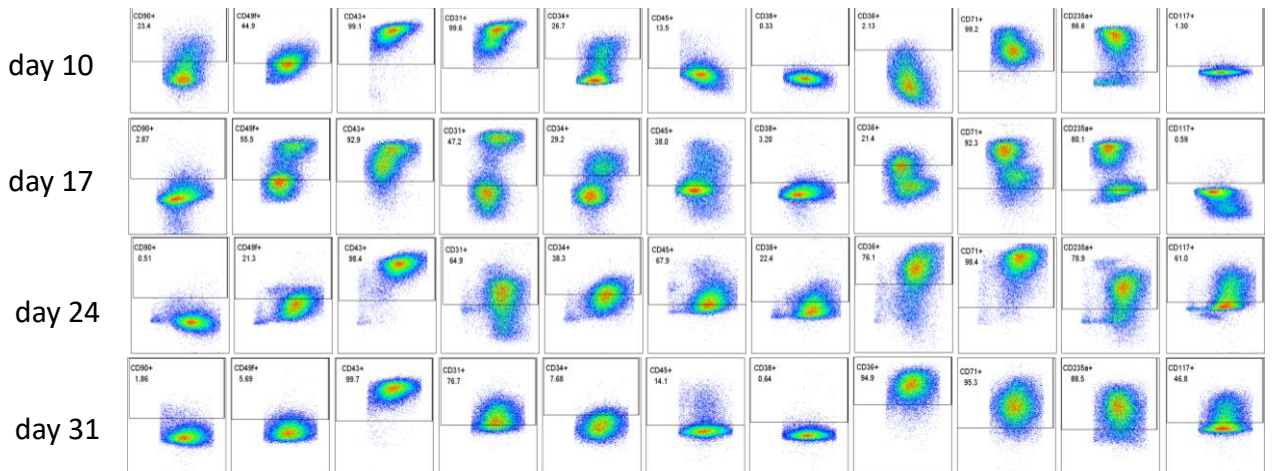 CD90+ CD49f+ CD43+ CD31+ CD34+ CD45+ CD38+ CD36+ CD71+ CD235a+ CD117+
23.4 44.9 99.1 99.6 26.7 13.5 0.33 2.13 99.2 86.6 1.30
day 10
CD90+ CD49f+ CD43+ CD31+ CD34+ CD45+ CD38+ CD36+ CD71+ CD235a+ CD117+
2.87 55.5 92.9 47.2 29.2 38.0 3.20 21.4 92.3 80.1 0.59
day 17
CD90+ CD49f+ CD43+ CD31+ CD34+ CD45+ CD38+ CD36+ CD71+ CD235a+ CD117+
0.51 21.3 98.4 64.9 38.3 67.9 22.4 76.1 98.4 78.9 61.0
day 24
CD90+ CD49f+ CD43+ CD31+ CD34+ CD45+ CD38+ CD36+ CD71+ CD235a+ CD117+
1.86 5.69 99.7 76.7 7.68 14.1 0.64 94.9 95.3 88.5 46.8
day 31